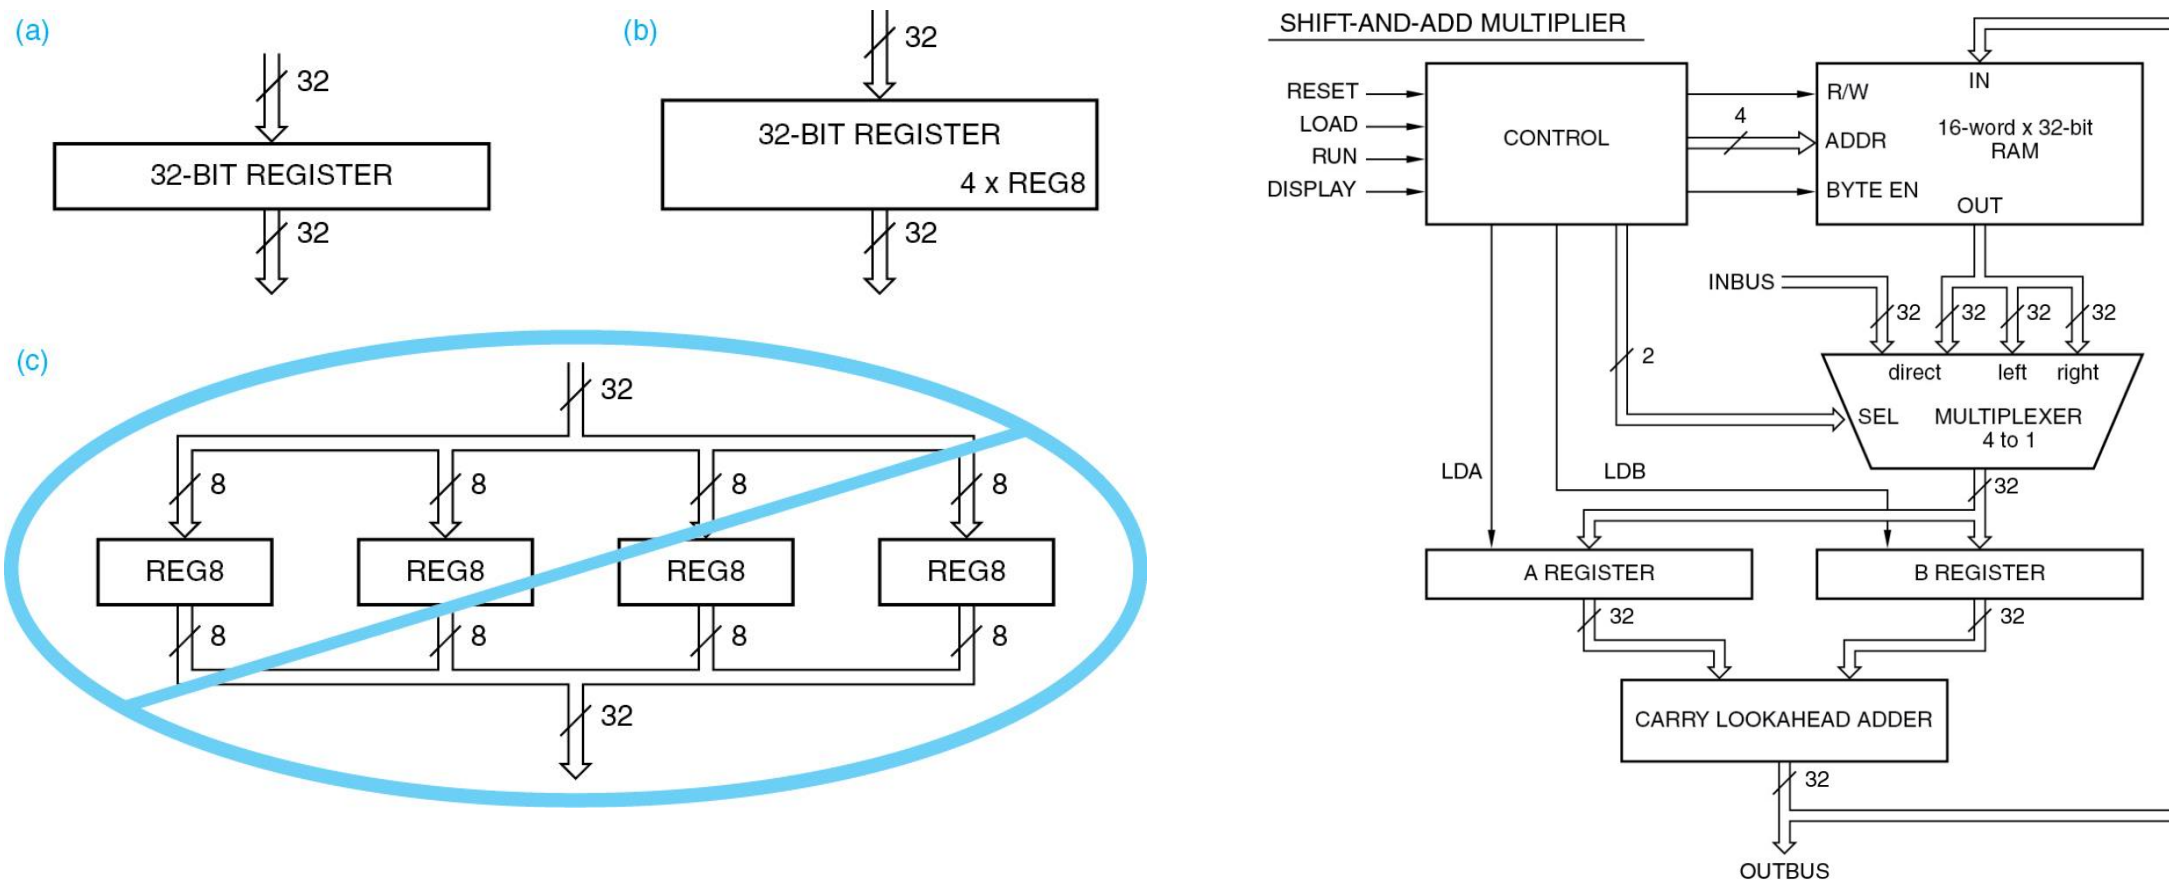 (a)
32
32-BIT REGISTER
32
(b)
32
32-BIT REGISTER
4 x REG8
32
(c)
32
8
8
8
8
REG8
REG8
REG8
REG8
8
8
8
8
32
SHIFT-AND-ADD MULTIPLIER
RESET
LOAD
RUN
DISPLAY
CONTROL
4
R/W
ADDR
BYTE EN
IN
16-word x 32-bit
RAM
OUT
INBUS
32
32
32
32
2
direct
left
right
SEL
MULTIPLEXER
4 to 1
LDA
LDB
32
A REGISTER
B REGISTER
32
32
CARRY LOOKAHEAD ADDER
32
OUTBUS